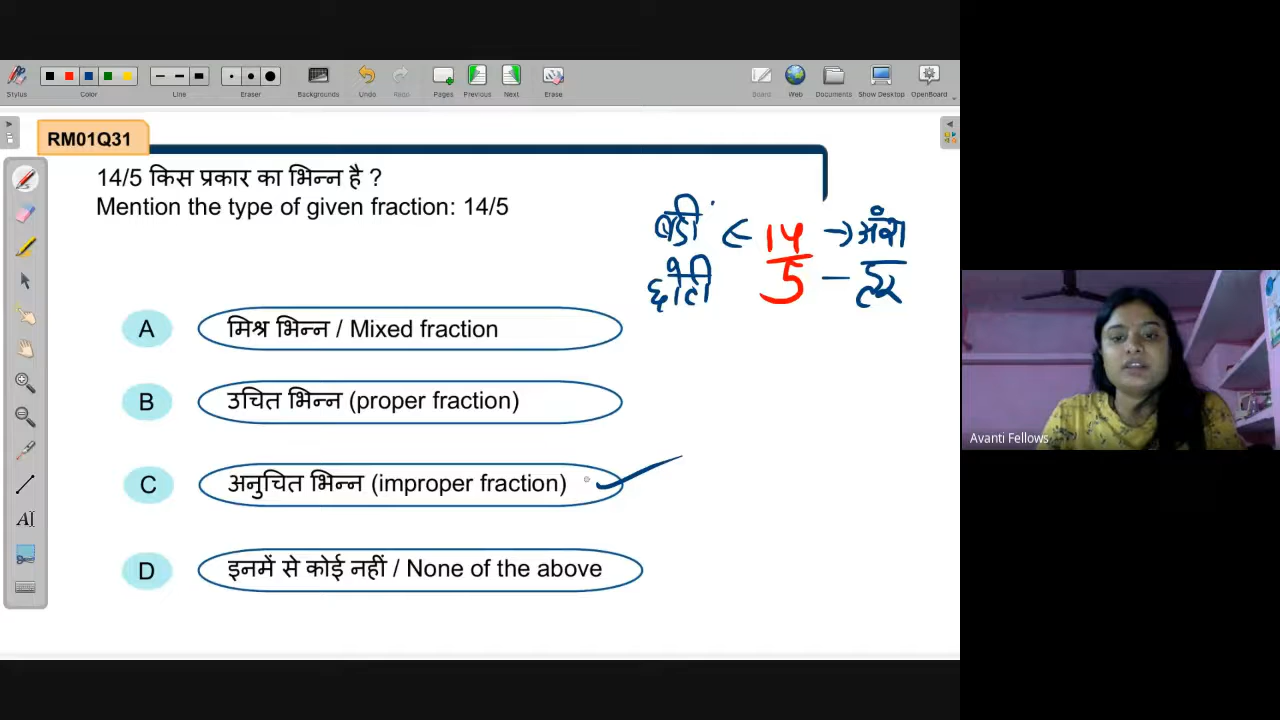 Stylus
Color
Line
Eraser
Backgrounds
Undo
Redo
Pages
Previous
Next
Erase
Board
Web
Documents
Show Desktop
OpenBoard
RM01Q31
14/5 किस प्रकार का भिन्न है ?
Mention the type of given fraction: 14/5
बड़ी ← 14 → अंश
छोटी 5 – हर
A मिश्र भिन्न / Mixed fraction
B उचित भिन्न (proper fraction)
C अनुचित भिन्न (improper fraction)
D इनमें से कोई नहीं / None of the above
AI
Avanti Fellows